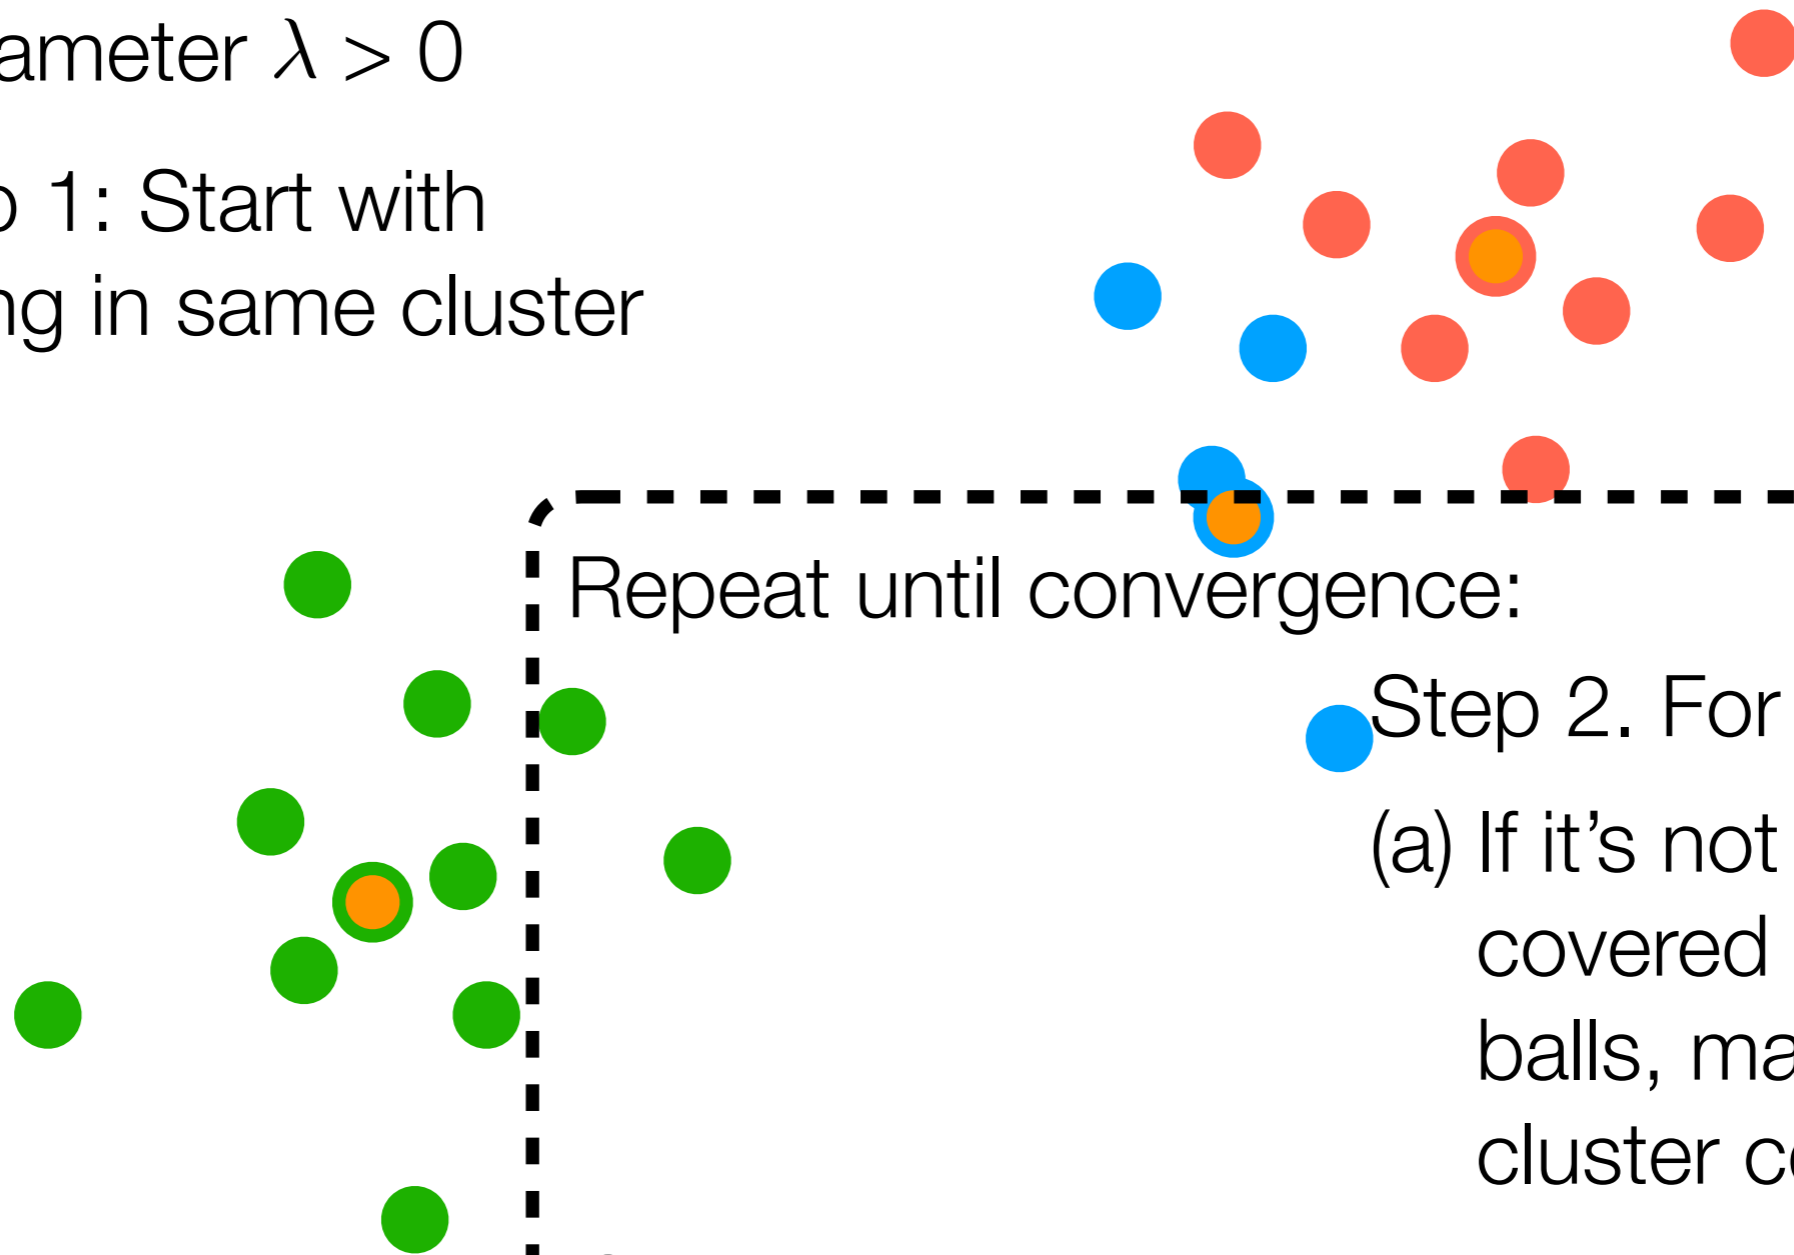 ameter λ > 0
p 1: Start with
ng in same cluster
Repeat until convergence:
Step 2. For
(a) If it’s not
covered
balls, ma
cluster c